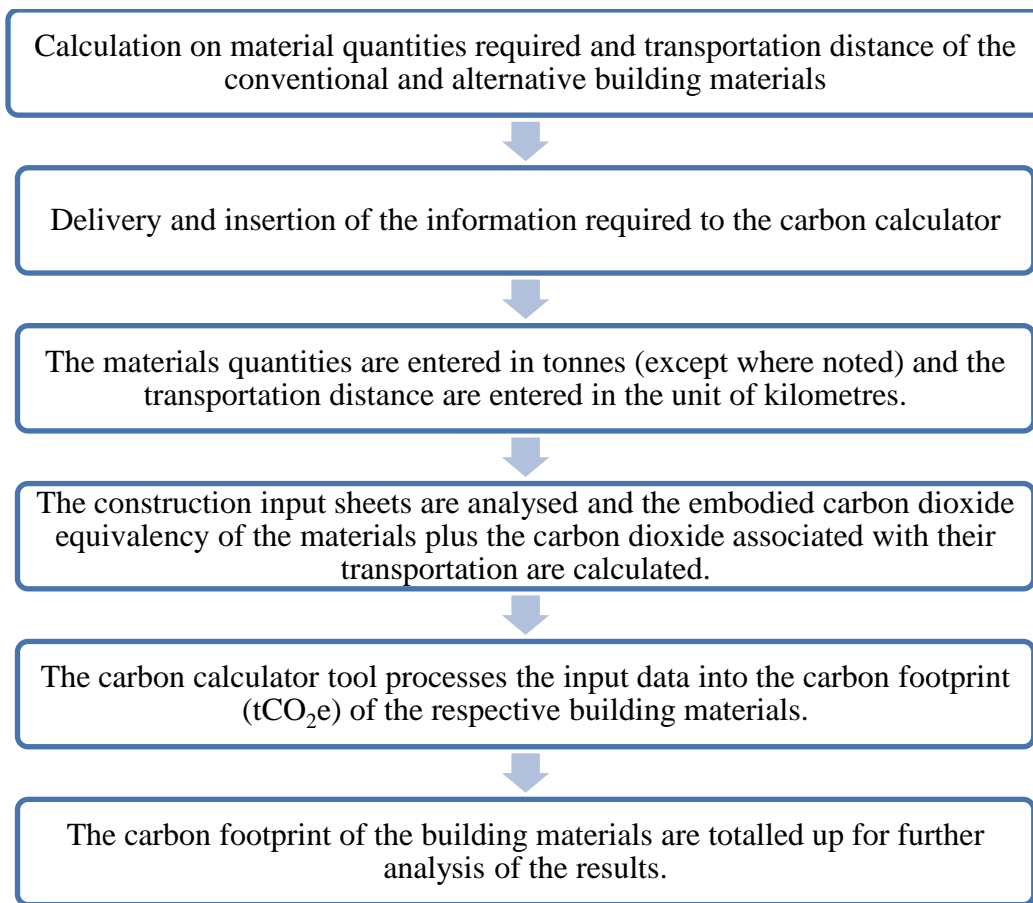 Calculation on material quantities required and transportation distance of the
conventional and alternative building materials
Delivery and insertion of the information required to the carbon calculator
The materials quantities are entered in tonnes (except where noted) and the
transportation distance are entered in the unit of kilometres.
The construction input sheets are analysed and the embodied carbon dioxide
equivalency of the materials plus the carbon dioxide associated with their
transportation are calculated.
The carbon calculator tool processes the input data into the carbon footprint
(tCO₂e) of the respective building materials.
The carbon footprint of the building materials are totalled up for further
analysis of the results.